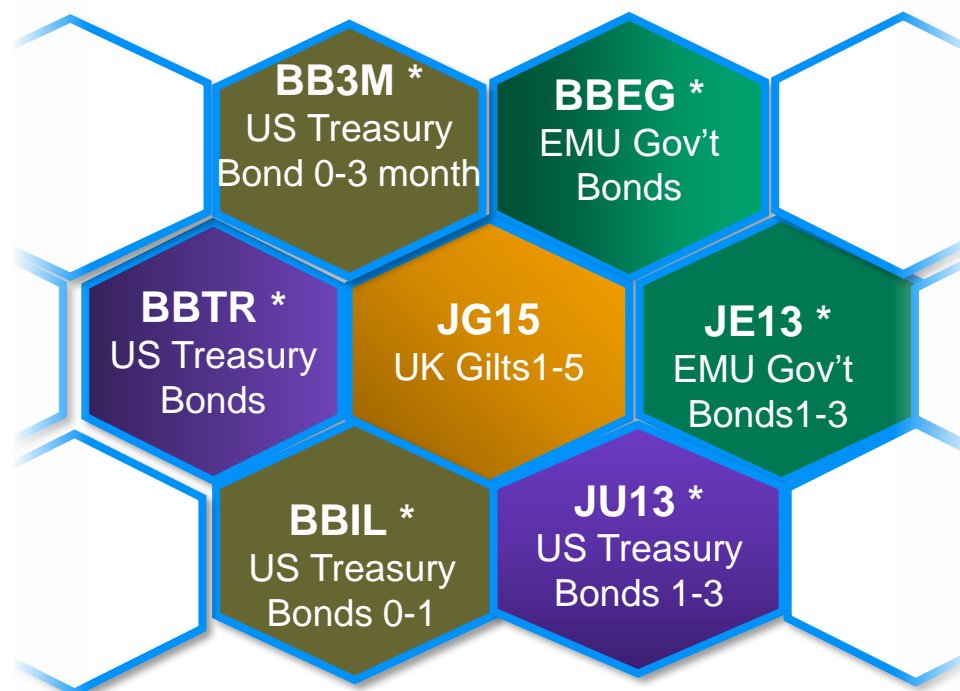 BB3M *
US Treasury
Bond 0-3 month
BBEG *
EMU Gov’t
Bonds
BBTR *
US Treasury
Bonds
JG15
UK Gilts1-5
JE13 *
EMU Gov’t
Bonds1-3
BBIL *
US Treasury
Bonds 0-1
JU13 *
US Treasury
Bonds 1-3